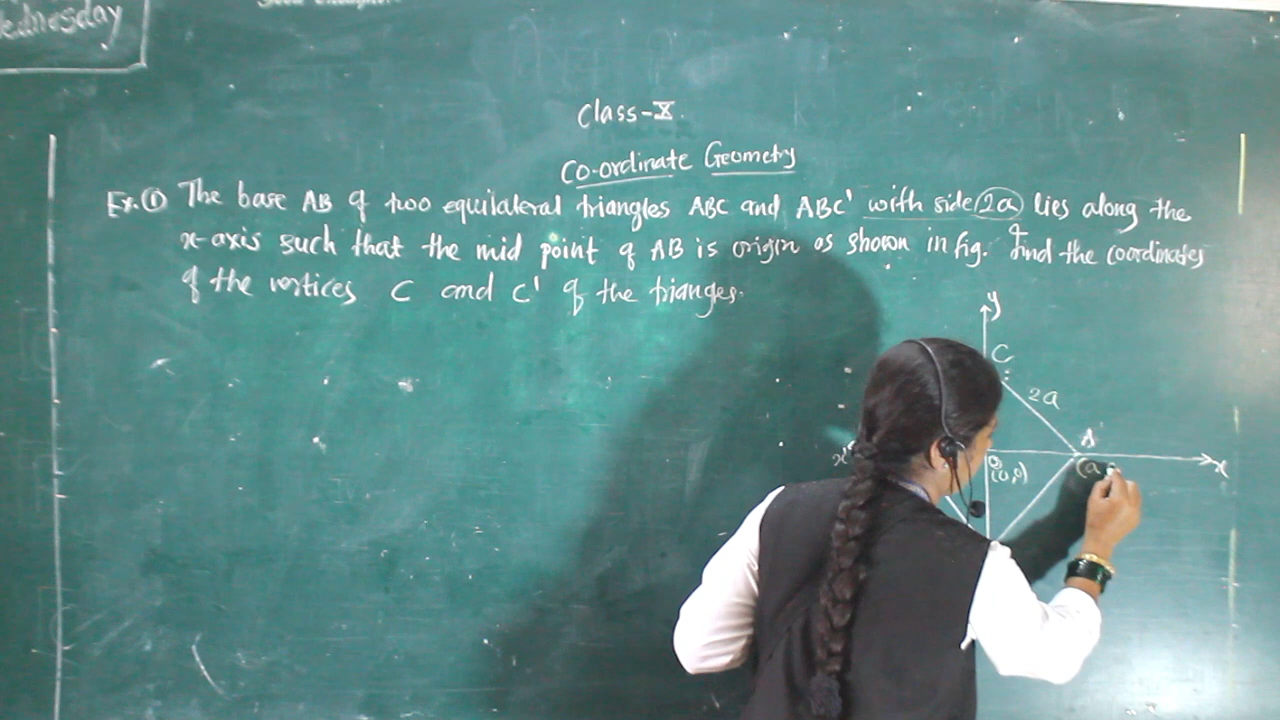 Wednesday
Class-X.
Co-ordinate Geometry
Ex.① The base AB of two equilateral triangles ABC and ABC' with side 2a lies along the
x-axis such that the mid point of AB is origin as shown in fig. find the coordinates
of the vertices C and C' of the trianges.
y
C
2a
A
x'
O
x
(0,0)
(a